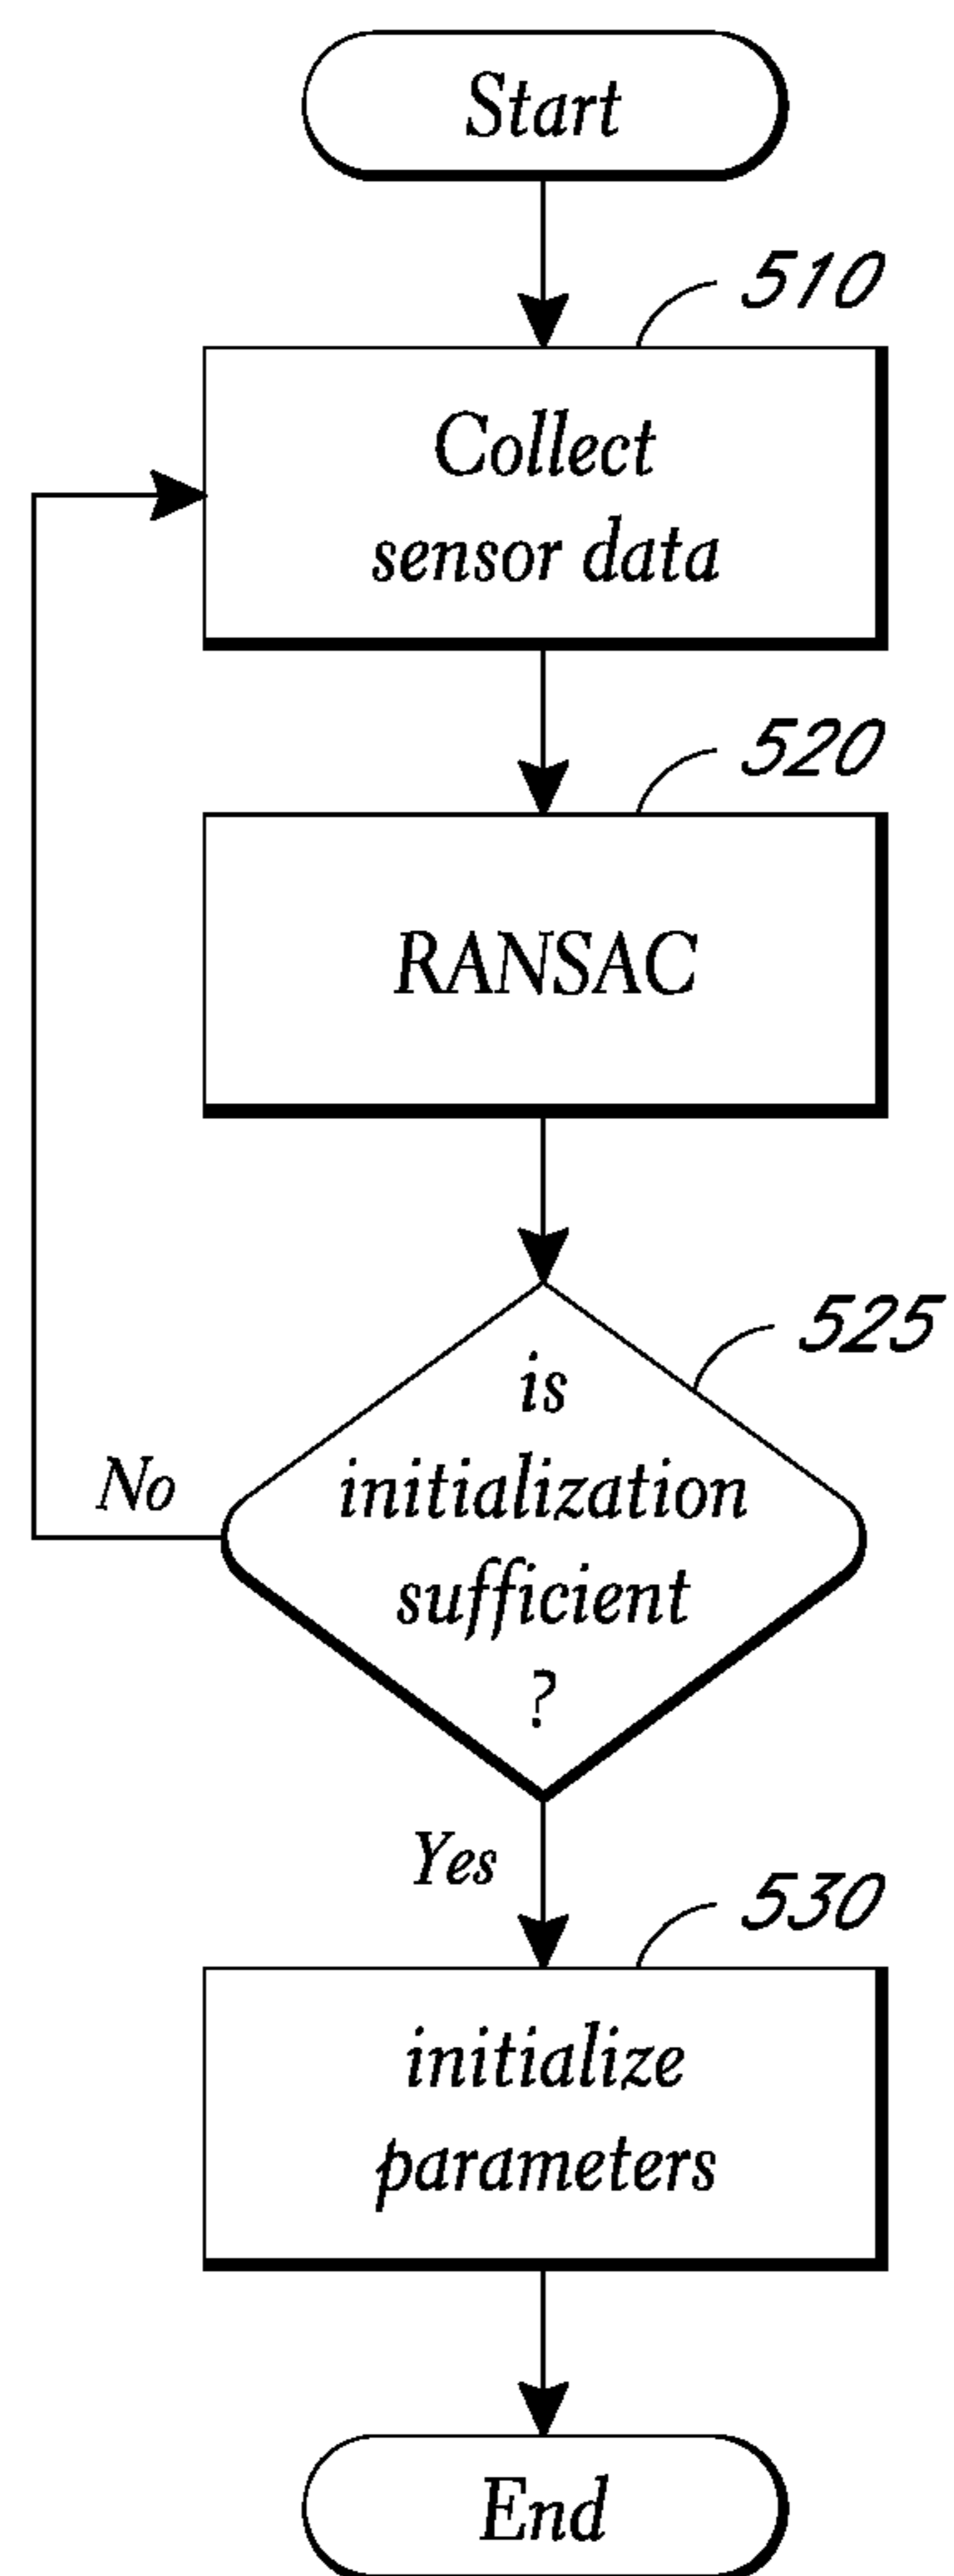 Start
510
Collect
sensor data
520
RANSAC
525
is
initialization
sufficient
?
No
Yes
530
initialize
parameters
End